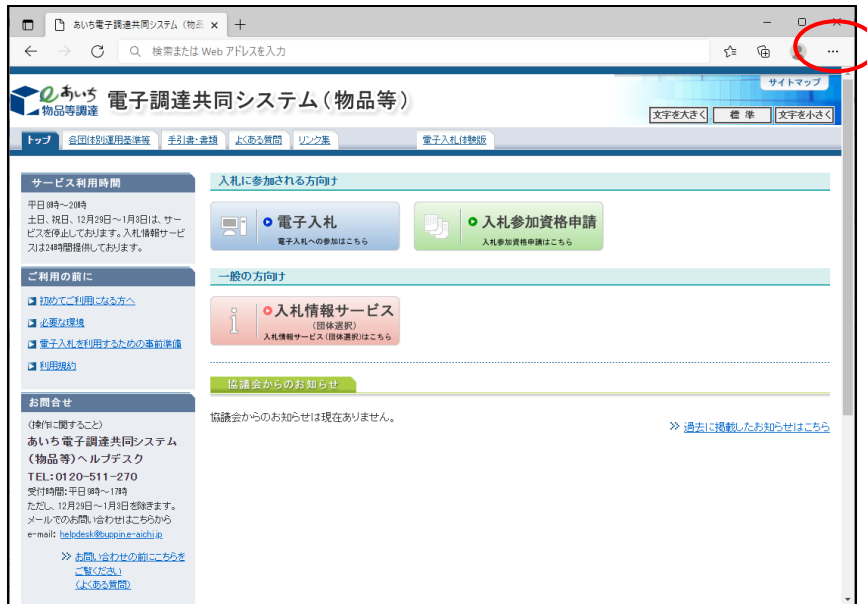 あいち電子調達共同システム（物品
検索または Web アドレスを入力
サイトマップ
あいち
物品等調達
電子調達共同システム(物品等)
文字を大きく 標 準 文字を小さく
トップ 各団体別運用基準等 手引書・書類 よくある質問 リンク集 電子入札体験版
サービス利用時間
平日8時～20時
土日、祝日、12月29日～1月3日は、サー
ビスを停止しております。入札情報サービ
スは24時間提供しております。
ご利用の前に
初めてご利用になる方へ
必要な環境
電子入札を利用するための事前準備
利用規約
お問合せ
(操作に関すること)
あいち電子調達共同システム
(物品等)ヘルプデスク
TEL:0120-511-270
受付時間:平日9時～17時
ただし、12月29日～1月3日を除きます。
メールでのお問い合わせはこちらから
e-mail: helpdesk@buppin.e-aichi.jp
お問い合わせの前にこちらを
ご覧ください
(よくある質問)
入札に参加される方向け
電子入札
電子入札への参加はこちら
入札参加資格申請
入札参加資格申請はこちら
一般の方向け
入札情報サービス
(団体選択)
入札情報サービス(団体選択)はこちら
協議会からのお知らせ
協議会からのお知らせは現在ありません。
過去に掲載したお知らせはこちら